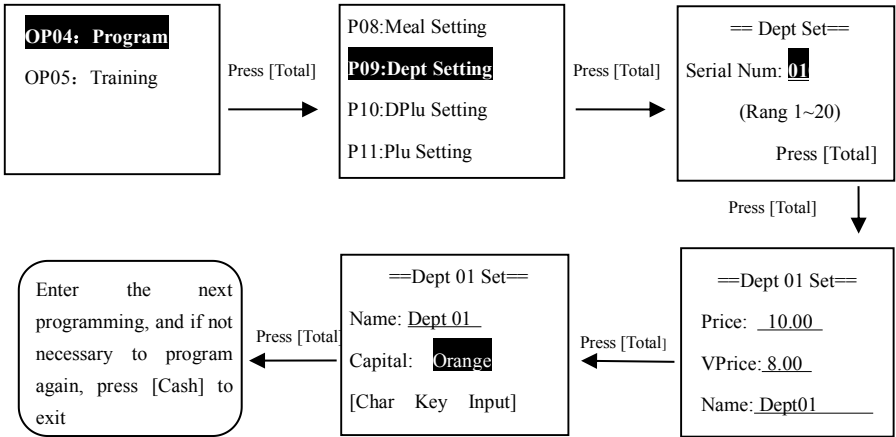 OP04：Program
OP05：Training
Press [Total]
P08:Meal Setting
P09:Dept Setting
P10:DPlu Setting
P11:Plu Setting
Press [Total]
== Dept Set==
Serial Num: 01
(Rang 1~20)
Press [Total]
Press [Total]
==Dept 01 Set==
Price: 10.00
VPrice: 8.00
Name: Dept01
Press [Total]
==Dept 01 Set==
Name: Dept 01
Capital: Orange
[Char Key Input]
Press [Total]
Enter the next
programming, and if not
necessary to program
again, press [Cash] to
exit